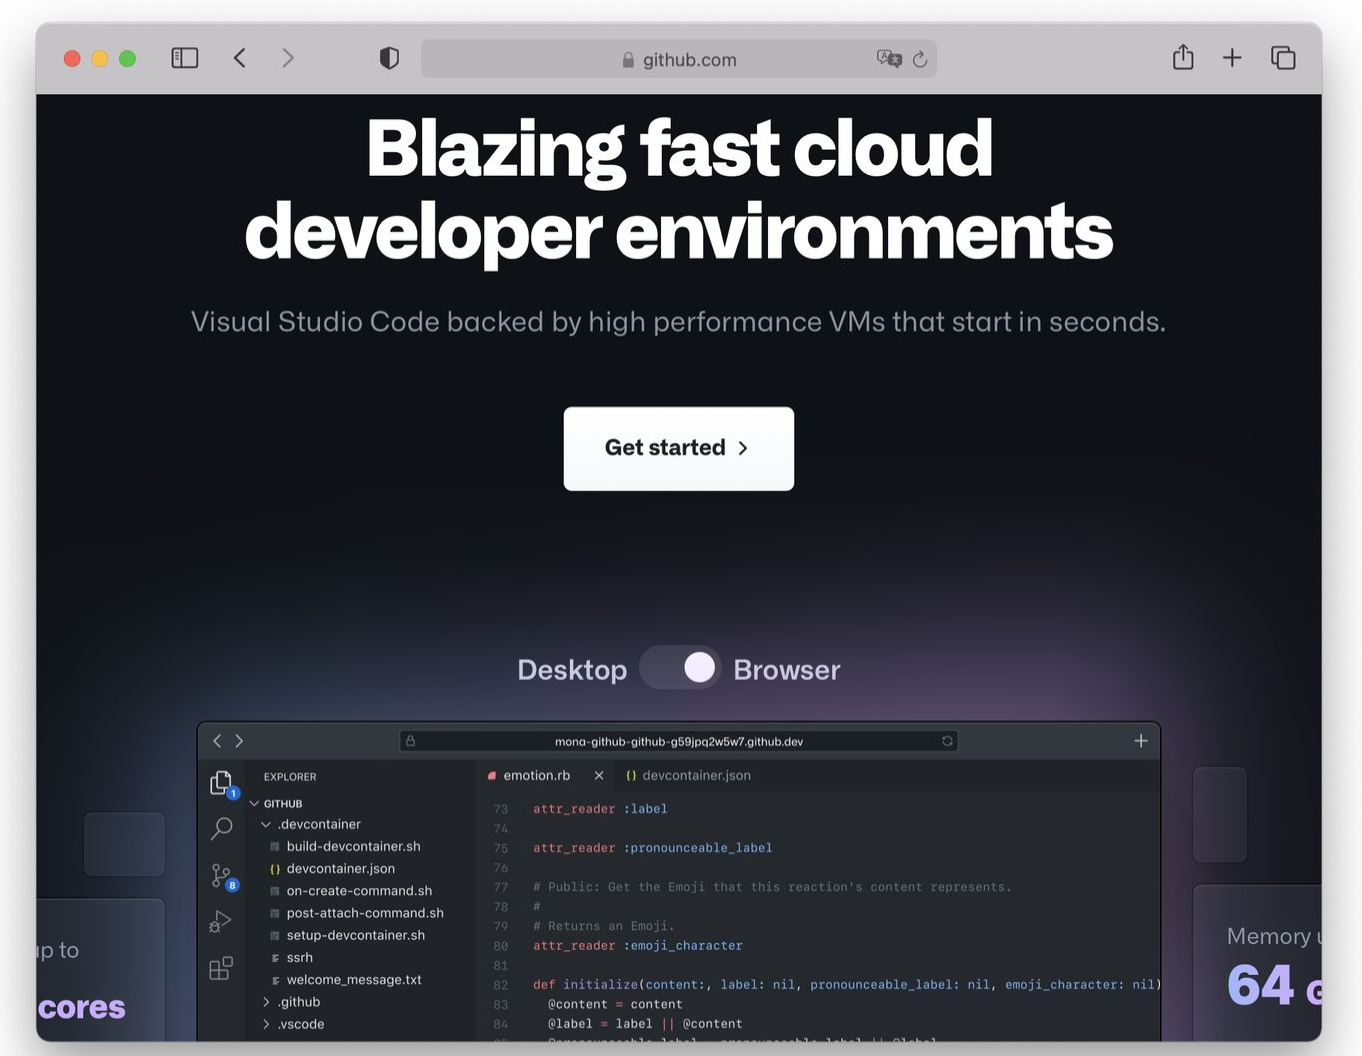 github.com
Blazing fast cloud
developer environments
Visual Studio Code backed by high performance VMs that start in seconds.
Get started
Desktop
Browser
mona-github-github-g59jpq2w5w7.github.dev
EXPLORER
GITHUB
.devcontainer
build-devcontainer.sh
{} devcontainer.json
on-create-command.sh
post-attach-command.sh
setup-devcontainer.sh
ssrh
welcome_message.txt
.github
.vscode
1
8
emotion.rb
{} devcontainer.json
73 attr_reader :label
74
75 attr_reader :pronounceable_label
76
77 # Public: Get the Emoji that this reaction's content represents.
78 #
79 # Returns an Emoji.
80 attr_reader :emoji_character
81
82 def initialize(content:, label: nil, pronounceable_label: nil, emoji_character: nil)
83 @content = content
84 @label = label || @content
up to
cores
Memory
64